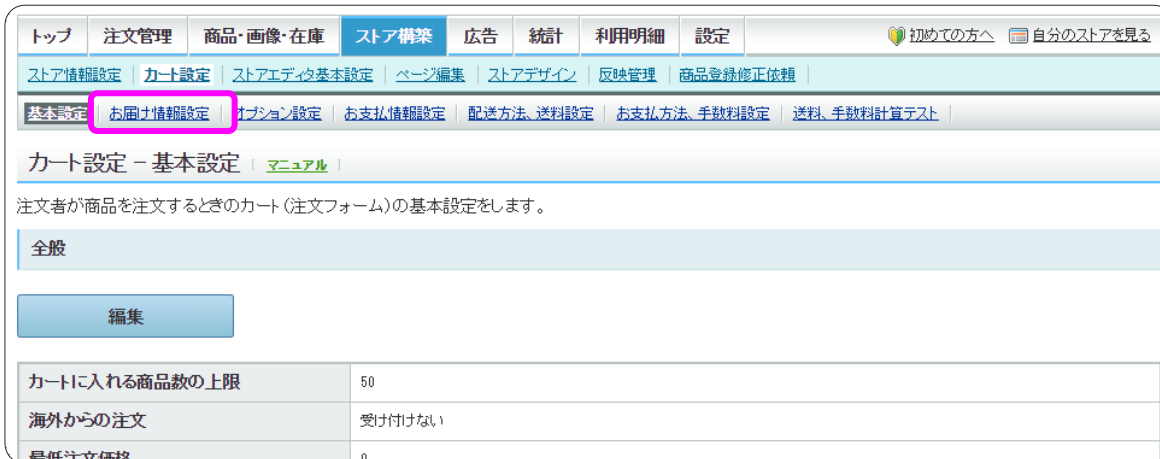 トップ 注文管理 商品・画像・在庫 ストア構築 広告 統計 利用明細 設定 初めての方へ 自分のストアを見る
ストア情報設定 カート設定 ストアエディタ基本設定 ページ編集 ストアデザイン 反映管理 商品登録修正依頼
基本設定 お届け情報設定 オプション設定 お支払情報設定 配送方法、送料設定 お支払方法、手数料設定 送料、手数料計算テスト
カート設定 - 基本設定 [ マニュアル ]
注文者が商品を注文するときのカート(注文フォーム)の基本設定をします。
全般
編集
カートに入れる商品数の上限 50
海外からの注文 受け付けない
最低注文価格 0